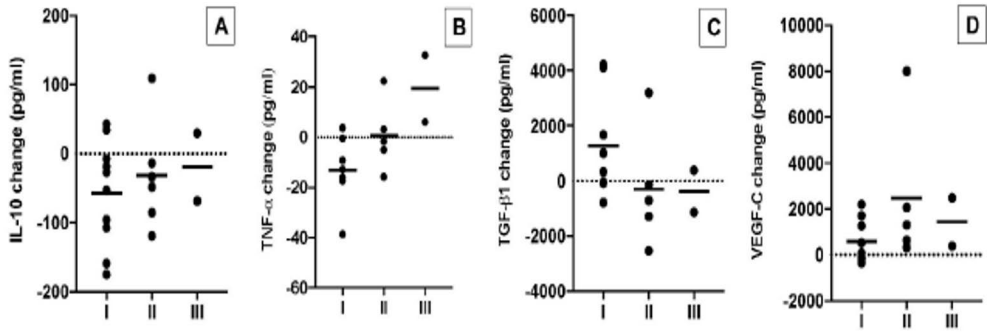 A
IL-10 change (pg/ml)
200
100
0
-100
-200
I II III
B
TNF-α change (pg/ml)
40
20
0
-20
-40
-60
I II III
C
TGF-β1 change (pg/ml)
6000
4000
2000
0
-2000
-4000
I II III
D
VEGF-C change (pg/ml)
10000
8000
6000
4000
2000
0
-2000
I II III